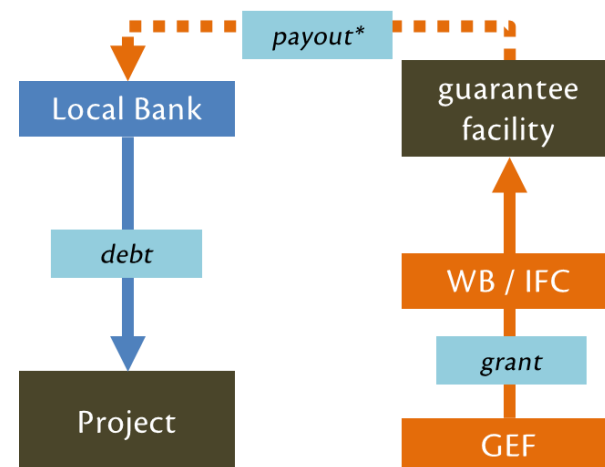 payout*
Local Bank
guarantee
facility
debt
WB / IFC
grant
Project
GEF